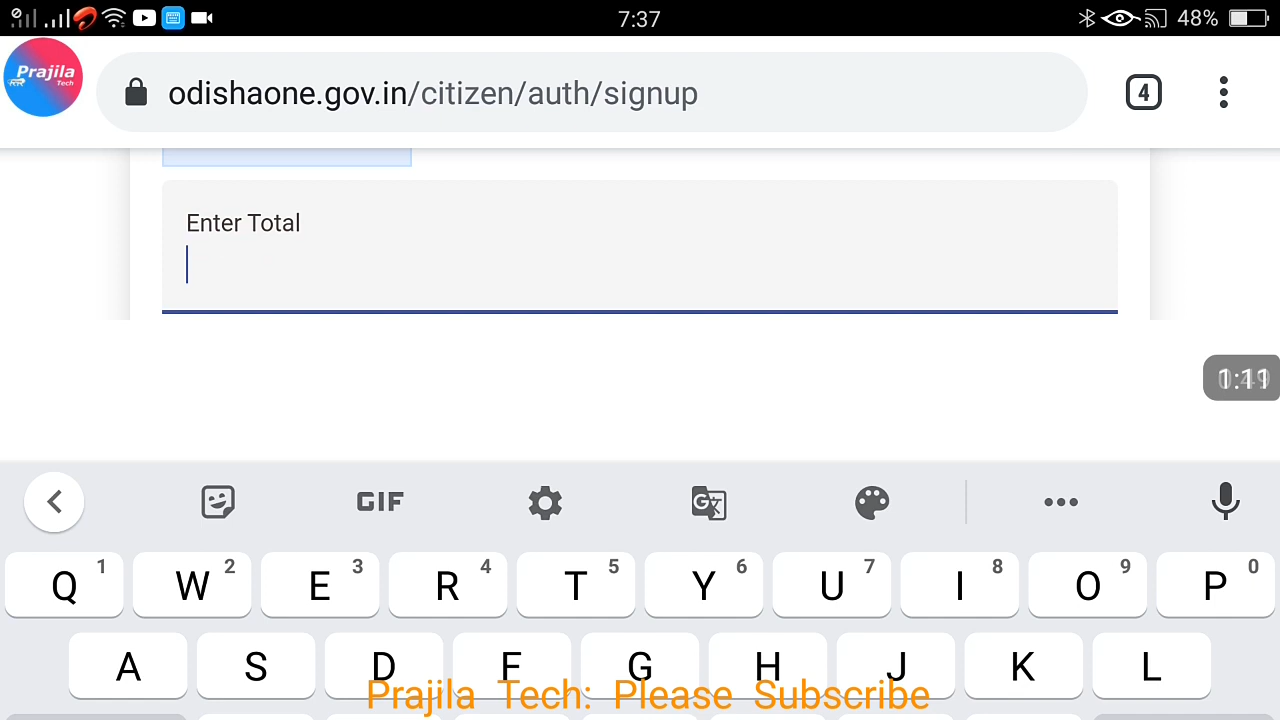 7:37
48%
Prajila
Tech
odishaone.gov.in/citizen/auth/signup
4
Enter Total
1:11
GIF
Q 1 W 2 E 3 R 4 T 5 Y 6 U 7 I 8 O 9 P 0
A S D F G H J K L
Prajila Tech: Please Subscribe